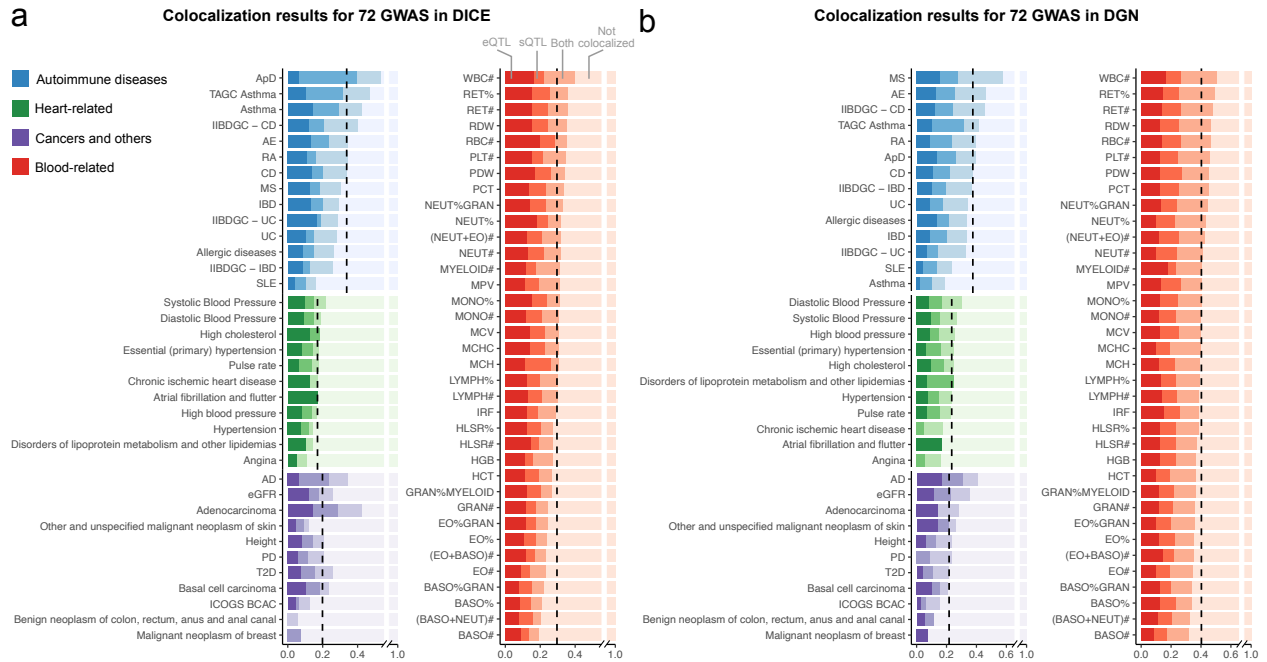 a
Colocalization results for 72 GWAS in DICE
eQTL
sQTL
Both
Not
colocalized
Autoimmune diseases
Heart-related
Cancers and others
Blood-related
ApD
TAGC Asthma
Asthma
IIBDGC − CD
AE
RA
CD
MS
IBD
IIBDGC − UC
UC
Allergic diseases
IIBDGC − IBD
SLE
Systolic Blood Pressure
Diastolic Blood Pressure
High cholesterol
Essential (primary) hypertension
Pulse rate
Chronic ischemic heart disease
Atrial fibrillation and flutter
High blood pressure
Hypertension
Disorders of lipoprotein metabolism and other lipidemias
Angina
AD
eGFR
Adenocarcinoma
Other and unspecified malignant neoplasm of skin
Height
PD
T2D
Basal cell carcinoma
ICOGS BCAC
Benign neoplasm of colon, rectum, anus and anal canal
Malignant neoplasm of breast
0.0 0.4 1.0
WBC#
RET%
RET#
RDW
RBC#
PLT#
PDW
PCT
NEUT%GRAN
NEUT%
(NEUT+EO)#
NEUT#
MYELOID#
MPV
MONO%
MONO#
MCV
MCHC
MCH
LYMPH%
LYMPH#
IRF
HLSR%
HLSR#
HGB
HCT
GRAN%MYELOID
GRAN#
EO%GRAN
EO%
(EO+BASO)#
EO#
BASO%GRAN
BASO%
(BASO+NEUT)#
BASO#
0.0 0.4 1.0
b
Colocalization results for 72 GWAS in DGN
MS
AE
IIBDGC − CD
TAGC Asthma
RA
ApD
CD
IIBDGC − IBD
UC
Allergic diseases
IBD
IIBDGC − UC
SLE
Asthma
Diastolic Blood Pressure
Systolic Blood Pressure
High blood pressure
Essential (primary) hypertension
High cholesterol
Disorders of lipoprotein metabolism and other lipidemias
Hypertension
Pulse rate
Chronic ischemic heart disease
Atrial fibrillation and flutter
Angina
AD
eGFR
Adenocarcinoma
Other and unspecified malignant neoplasm of skin
Height
PD
T2D
Basal cell carcinoma
ICOGS BCAC
Benign neoplasm of colon, rectum, anus and anal canal
Malignant neoplasm of breast
0.0 0.4 0.6 1.0
WBC#
RET%
RET#
RDW
RBC#
PLT#
PDW
PCT
NEUT%GRAN
NEUT%
(NEUT+EO)#
NEUT#
MYELOID#
MPV
MONO%
MONO#
MCV
MCHC
MCH
LYMPH%
LYMPH#
IRF
HLSR%
HLSR#
HGB
HCT
GRAN%MYELOID
GRAN#
EO%GRAN
EO%
(EO+BASO)#
EO#
BASO%GRAN
BASO%
(BASO+NEUT)#
BASO#
0.0 0.4 0.6 1.0